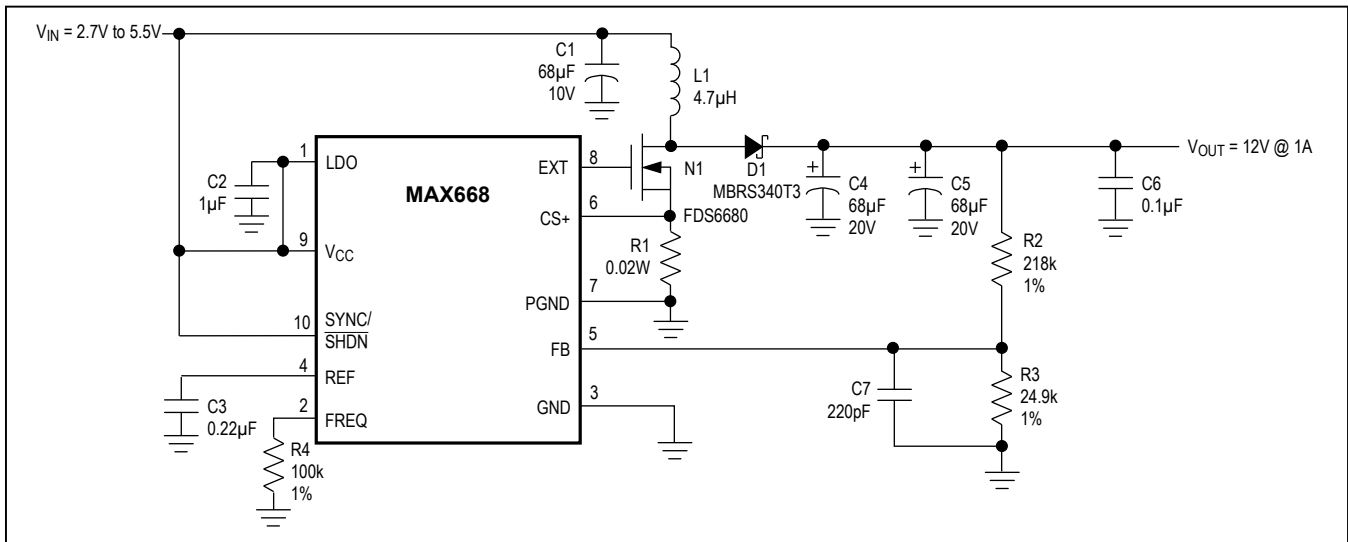 V_IN = 2.7V to 5.5V
C1
68µF
10V
L1
4.7µH
1
LDO
C2
1µF
MAX668
EXT
8
N1
FDS6680
D1
MBRS340T3
+
C4
68µF
20V
+
C5
68µF
20V
V_OUT = 12V @ 1A
C6
0.1µF
CS+
6
R1
0.02W
R2
218k
1%
9
V_CC
PGND
7
10
SYNC/
SHDN
FB
5
4
REF
C3
0.22µF
2
FREQ
R4
100k
1%
GND
3
C7
220pF
R3
24.9k
1%